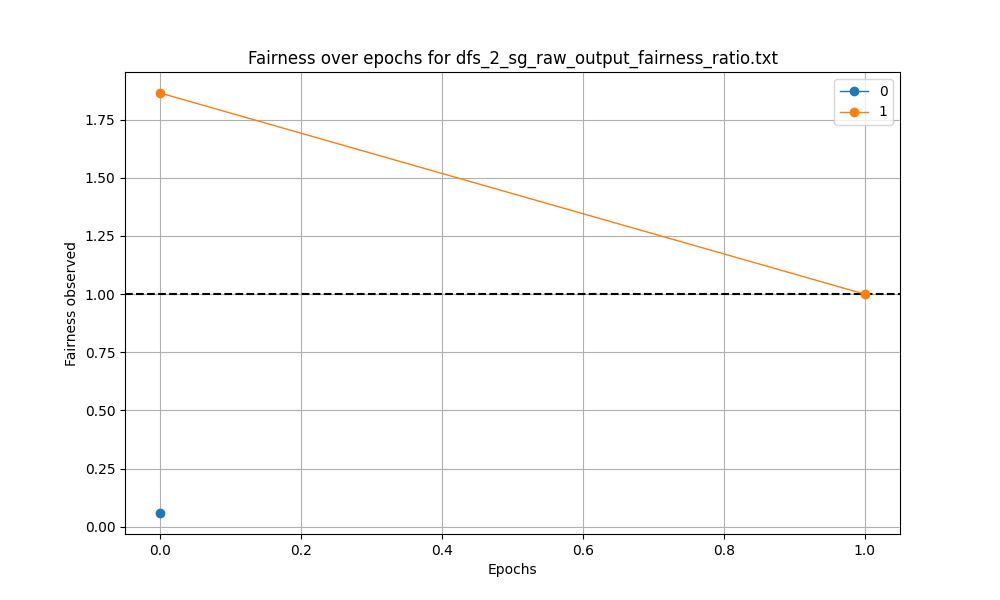 Fairness over epochs for dfs_2_sg_raw_output_fairness_ratio.txt
0
1
1.75
1.50
1.25
1.00
0.75
0.50
0.25
0.00
Fairness observed
0.0 0.2 0.4 0.6 0.8 1.0
Epochs